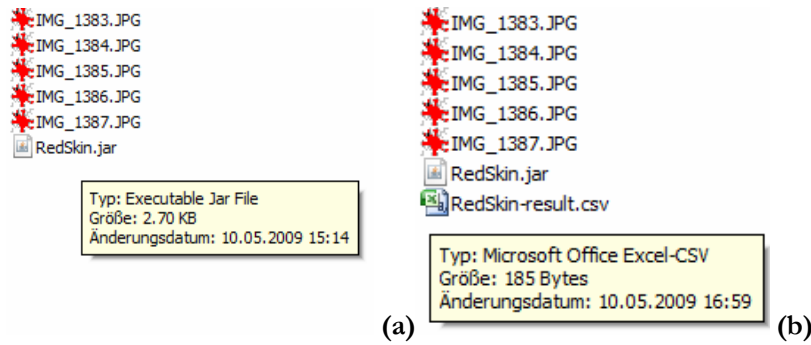 IMG_1383.JPG
IMG_1384.JPG
IMG_1385.JPG
IMG_1386.JPG
IMG_1387.JPG
RedSkin.jar
Typ: Executable Jar File
Größe: 2.70 KB
Änderungsdatum: 10.05.2009 15:14
(a)
IMG_1383.JPG
IMG_1384.JPG
IMG_1385.JPG
IMG_1386.JPG
IMG_1387.JPG
RedSkin.jar
RedSkin-result.csv
Typ: Microsoft Office Excel-CSV
Größe: 185 Bytes
Änderungsdatum: 10.05.2009 16:59
(b)